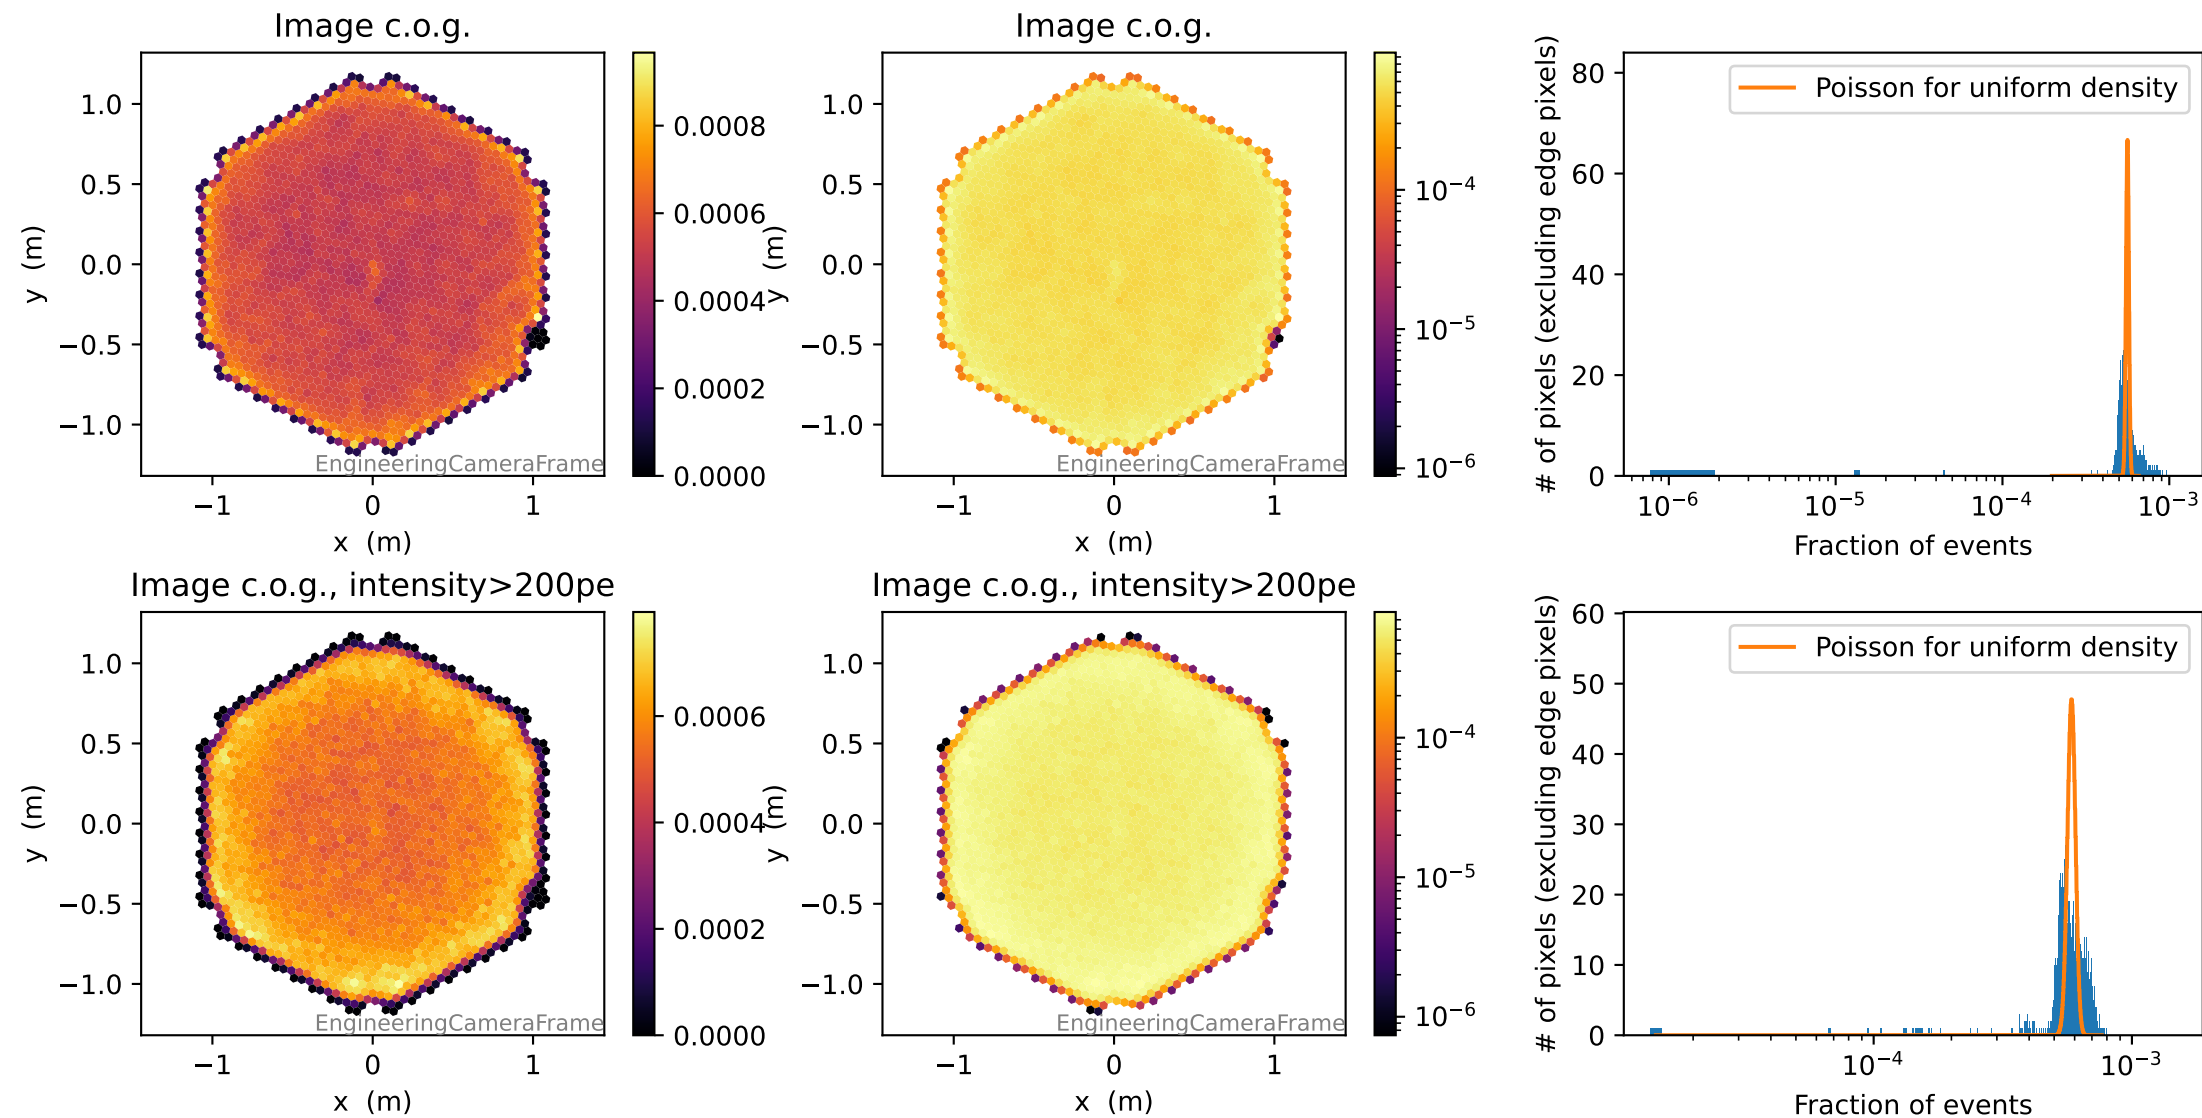 Image c.o.g.
y (m)
1.0
0.5
0.0
−0.5
−1.0
−1
0
1
x (m)
EngineeringCameraFrame
0.0008
0.0006
0.0004
0.0002
0.0000
Image c.o.g.
y (m)
1.0
0.5
0.0
−0.5
−1.0
−1
0
1
x (m)
EngineeringCameraFrame
10⁻⁴
10⁻⁵
10⁻⁶
# of pixels (excluding edge pixels)
80
60
40
20
0
Poisson for uniform density
10⁻⁶
10⁻⁵
10⁻⁴
10⁻³
Fraction of events
Image c.o.g., intensity>200pe
y (m)
1.0
0.5
0.0
−0.5
−1.0
−1
0
1
x (m)
EngineeringCameraFrame
0.0006
0.0004
0.0002
0.0000
Image c.o.g., intensity>200pe
y (m)
1.0
0.5
0.0
−0.5
−1.0
−1
0
1
x (m)
EngineeringCameraFrame
10⁻⁴
10⁻⁵
10⁻⁶
# of pixels (excluding edge pixels)
60
50
40
30
20
10
0
Poisson for uniform density
10⁻⁴
10⁻³
Fraction of events